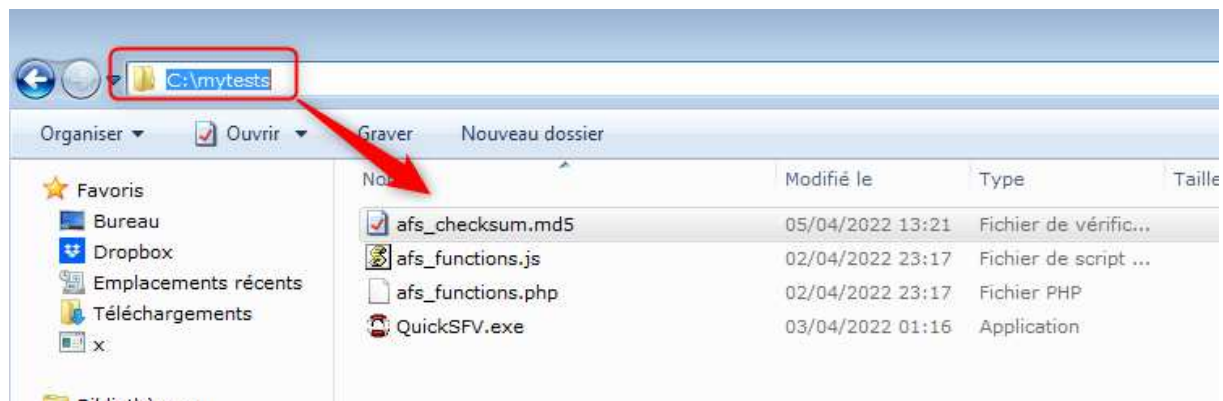 C:\mytests
Organiser Ouvrir Graver Nouveau dossier
Favoris
Bureau
Dropbox
Emplacements récents
Téléchargements
x
Modifié le Type Taille
afs_checksum.md5 05/04/2022 13:21 Fichier de vérific...
afs_functions.js 02/04/2022 23:17 Fichier de script ...
afs_functions.php 02/04/2022 23:17 Fichier PHP
QuickSFV.exe 03/04/2022 01:16 Application